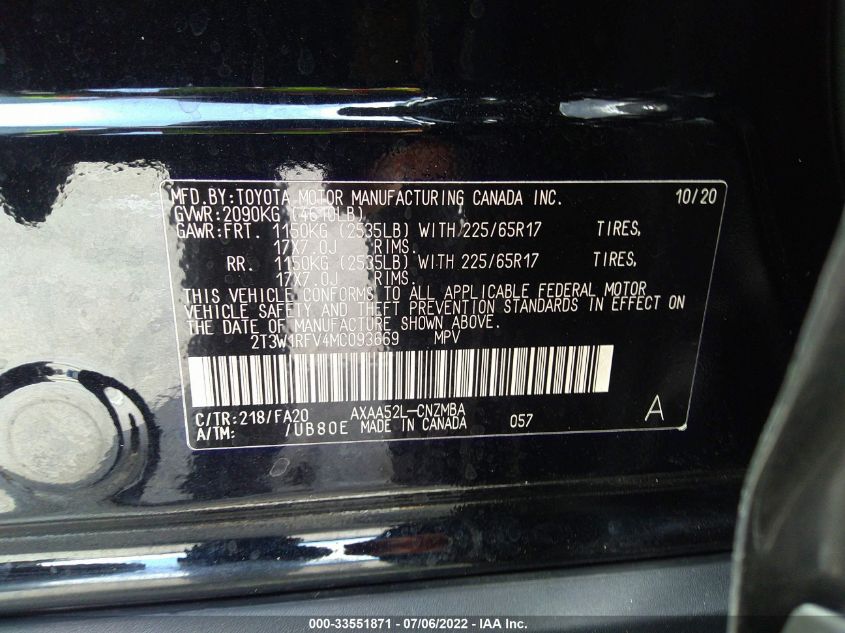 MFD.BY:TOYOTA MOTOR MANUFACTURING CANADA INC. 10/20
GVWR:2090KG (4610LB)
GAWR:FRT. 1150KG (2535LB) WITH 225/65R17 TIRES,
17X7.0J RIMS.
RR. 1150KG (2535LB) WITH 225/65R17 TIRES,
17X7.0J RIMS.
THIS VEHICLE CONFORMS TO ALL APPLICABLE FEDERAL MOTOR
VEHICLE SAFETY AND THEFT PREVENTION STANDARDS IN EFFECT ON
THE DATE OF MANUFACTURE SHOWN ABOVE.
2T3W1RFV4MC093669 MPV
C/TR:218/FA20 AXAA52L-CNZMBA A
A/TM: /UB80E MADE IN CANADA 057
000-33551871 / 07/06/2022 / IAA Inc.